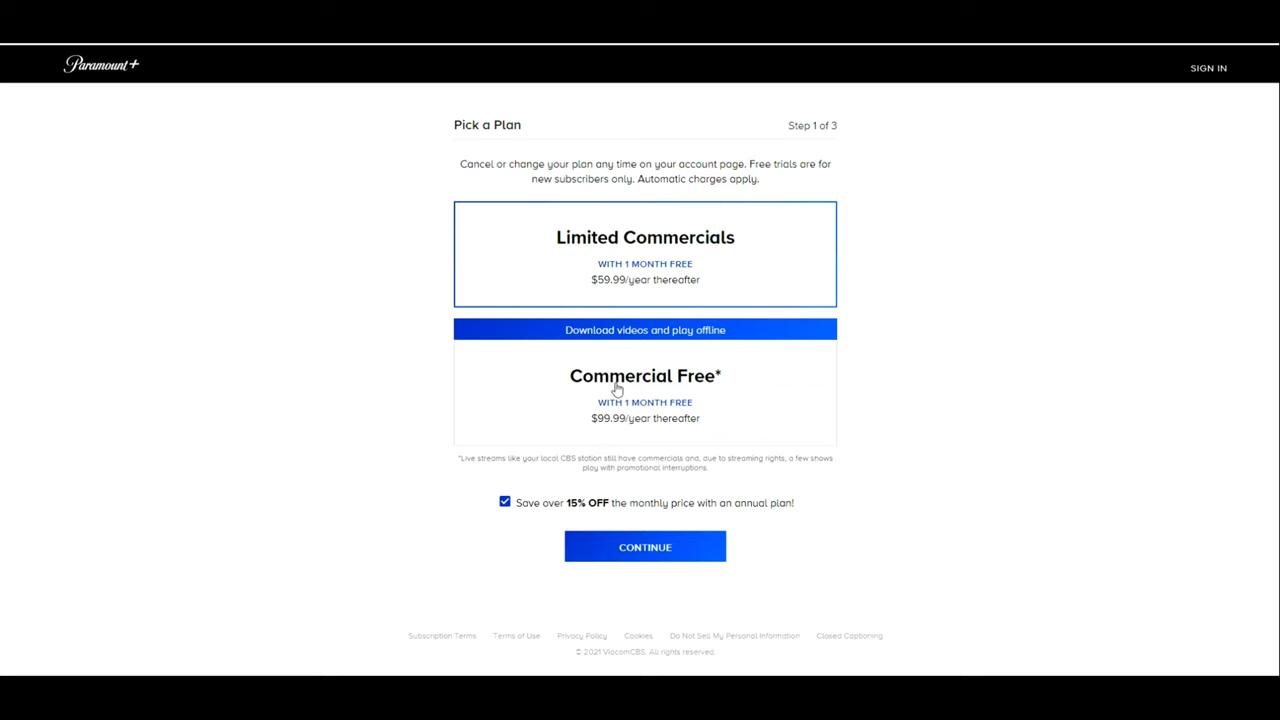 Paramount+
SIGN IN
Pick a Plan
Step 1 of 3
Cancel or change your plan any time on your account page. Free trials are for
new subscribers only. Automatic charges apply.
Limited Commercials
WITH 1 MONTH FREE
$59.99/year thereafter
Download videos and play offline
Commercial Free*
WITH 1 MONTH FREE
$99.99/year thereafter
*Live streams like your local CBS station still have commercials and, due to streaming rights, a few shows
play with promotional interruptions.
Save over 15% OFF the monthly price with an annual plan!
CONTINUE
Subscription Terms Terms of Use Privacy Policy Cookies Do Not Sell My Personal Information Closed Captioning
© 2021 ViacomCBS. All rights reserved.